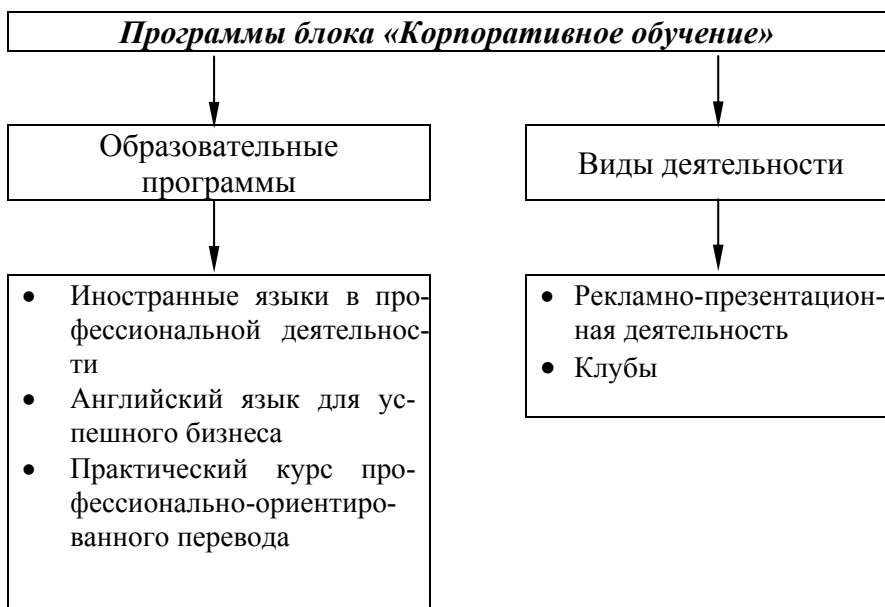 Программы блока «Корпоративное обучение»
Образовательные
программы
Виды деятельности
• Иностранные языки в про-
фессиональной деятельнос-
ти
• Английский язык для ус-
пешного бизнеса
• Практический курс про-
фессионально-ориентиро-
ванного перевода
• Рекламно-презентацион-
ная деятельность
• Клубы